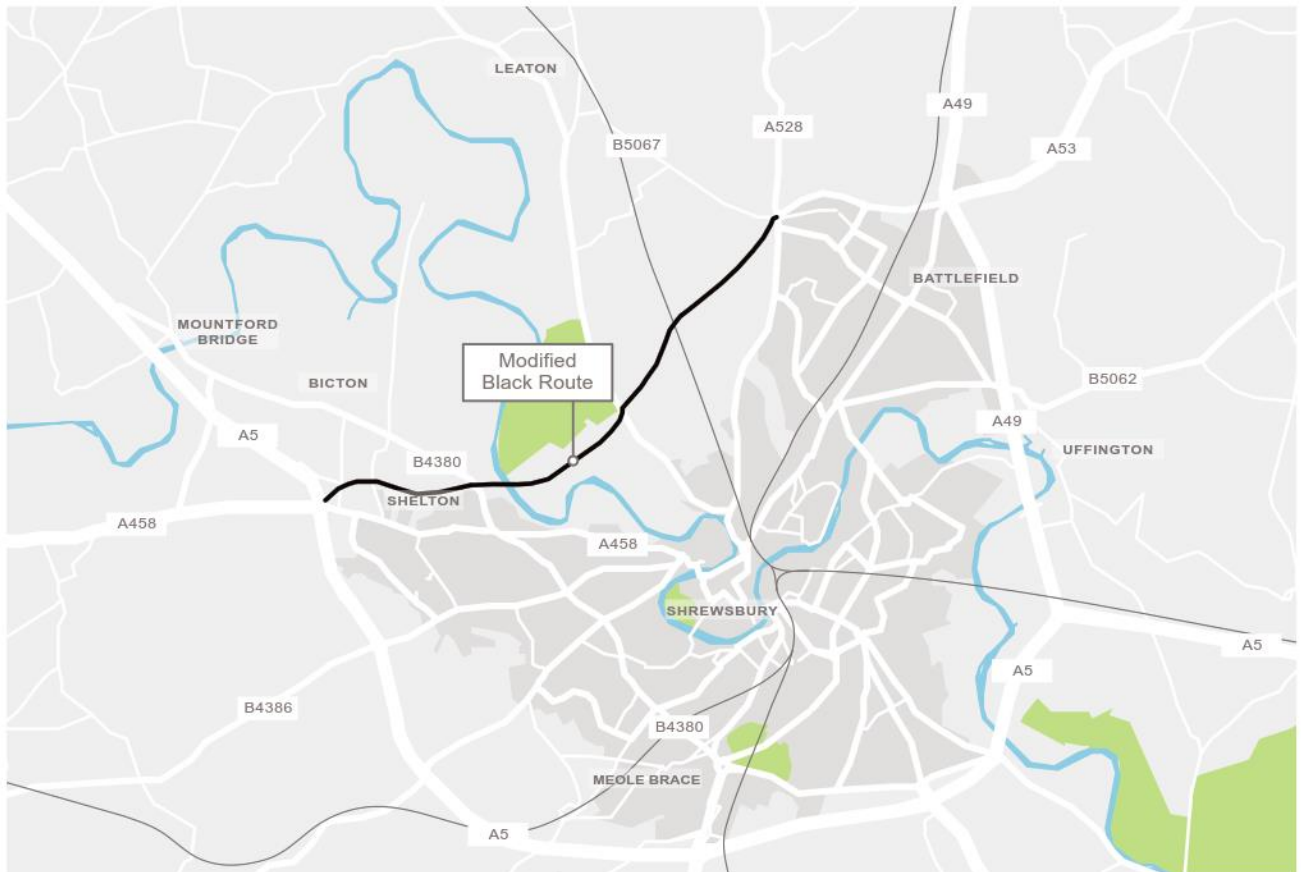 LEATON
A49
A528
B5067
A53
BATTLEFIELD
MOUNTFORD
BRIDGE
Modified
Black Route
BICTON
B5062
A49
A5
UFFINGTON
B4380
SHELTON
A458
A458
SHREWSBURY
A5
A5
B4386
B4380
MEOLE BRACE
A5